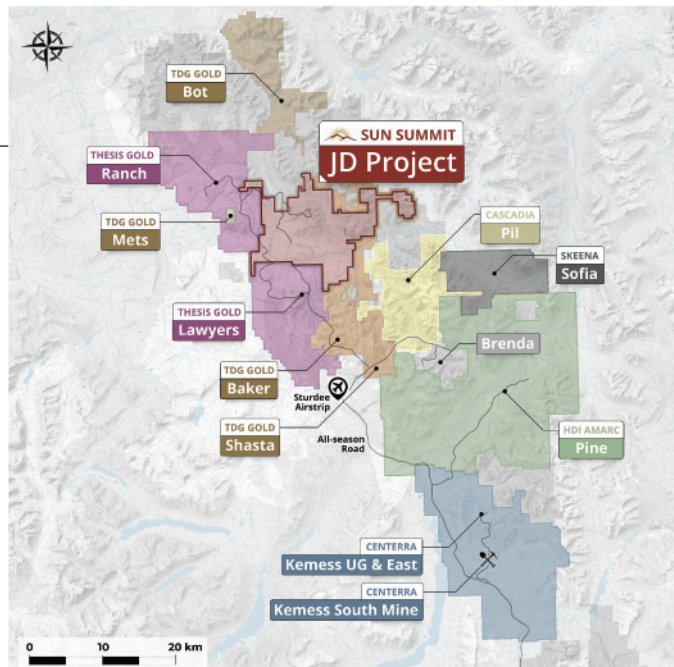 TDG GOLD
Bot
SUN SUMMIT
JD Project
THESIS GOLD
Ranch
TDG GOLD
Mets
CASCADIA
Pil
SKEENA
Sofia
THESIS GOLD
Lawyers
Brenda
TDG GOLD
Baker
Sturdee
Airstrip
TDG GOLD
Shasta
All-season
Road
HDI AMARC
Pine
CENTERRA
Kemess UG & East
CENTERRA
Kemess South Mine
0 10 20 km